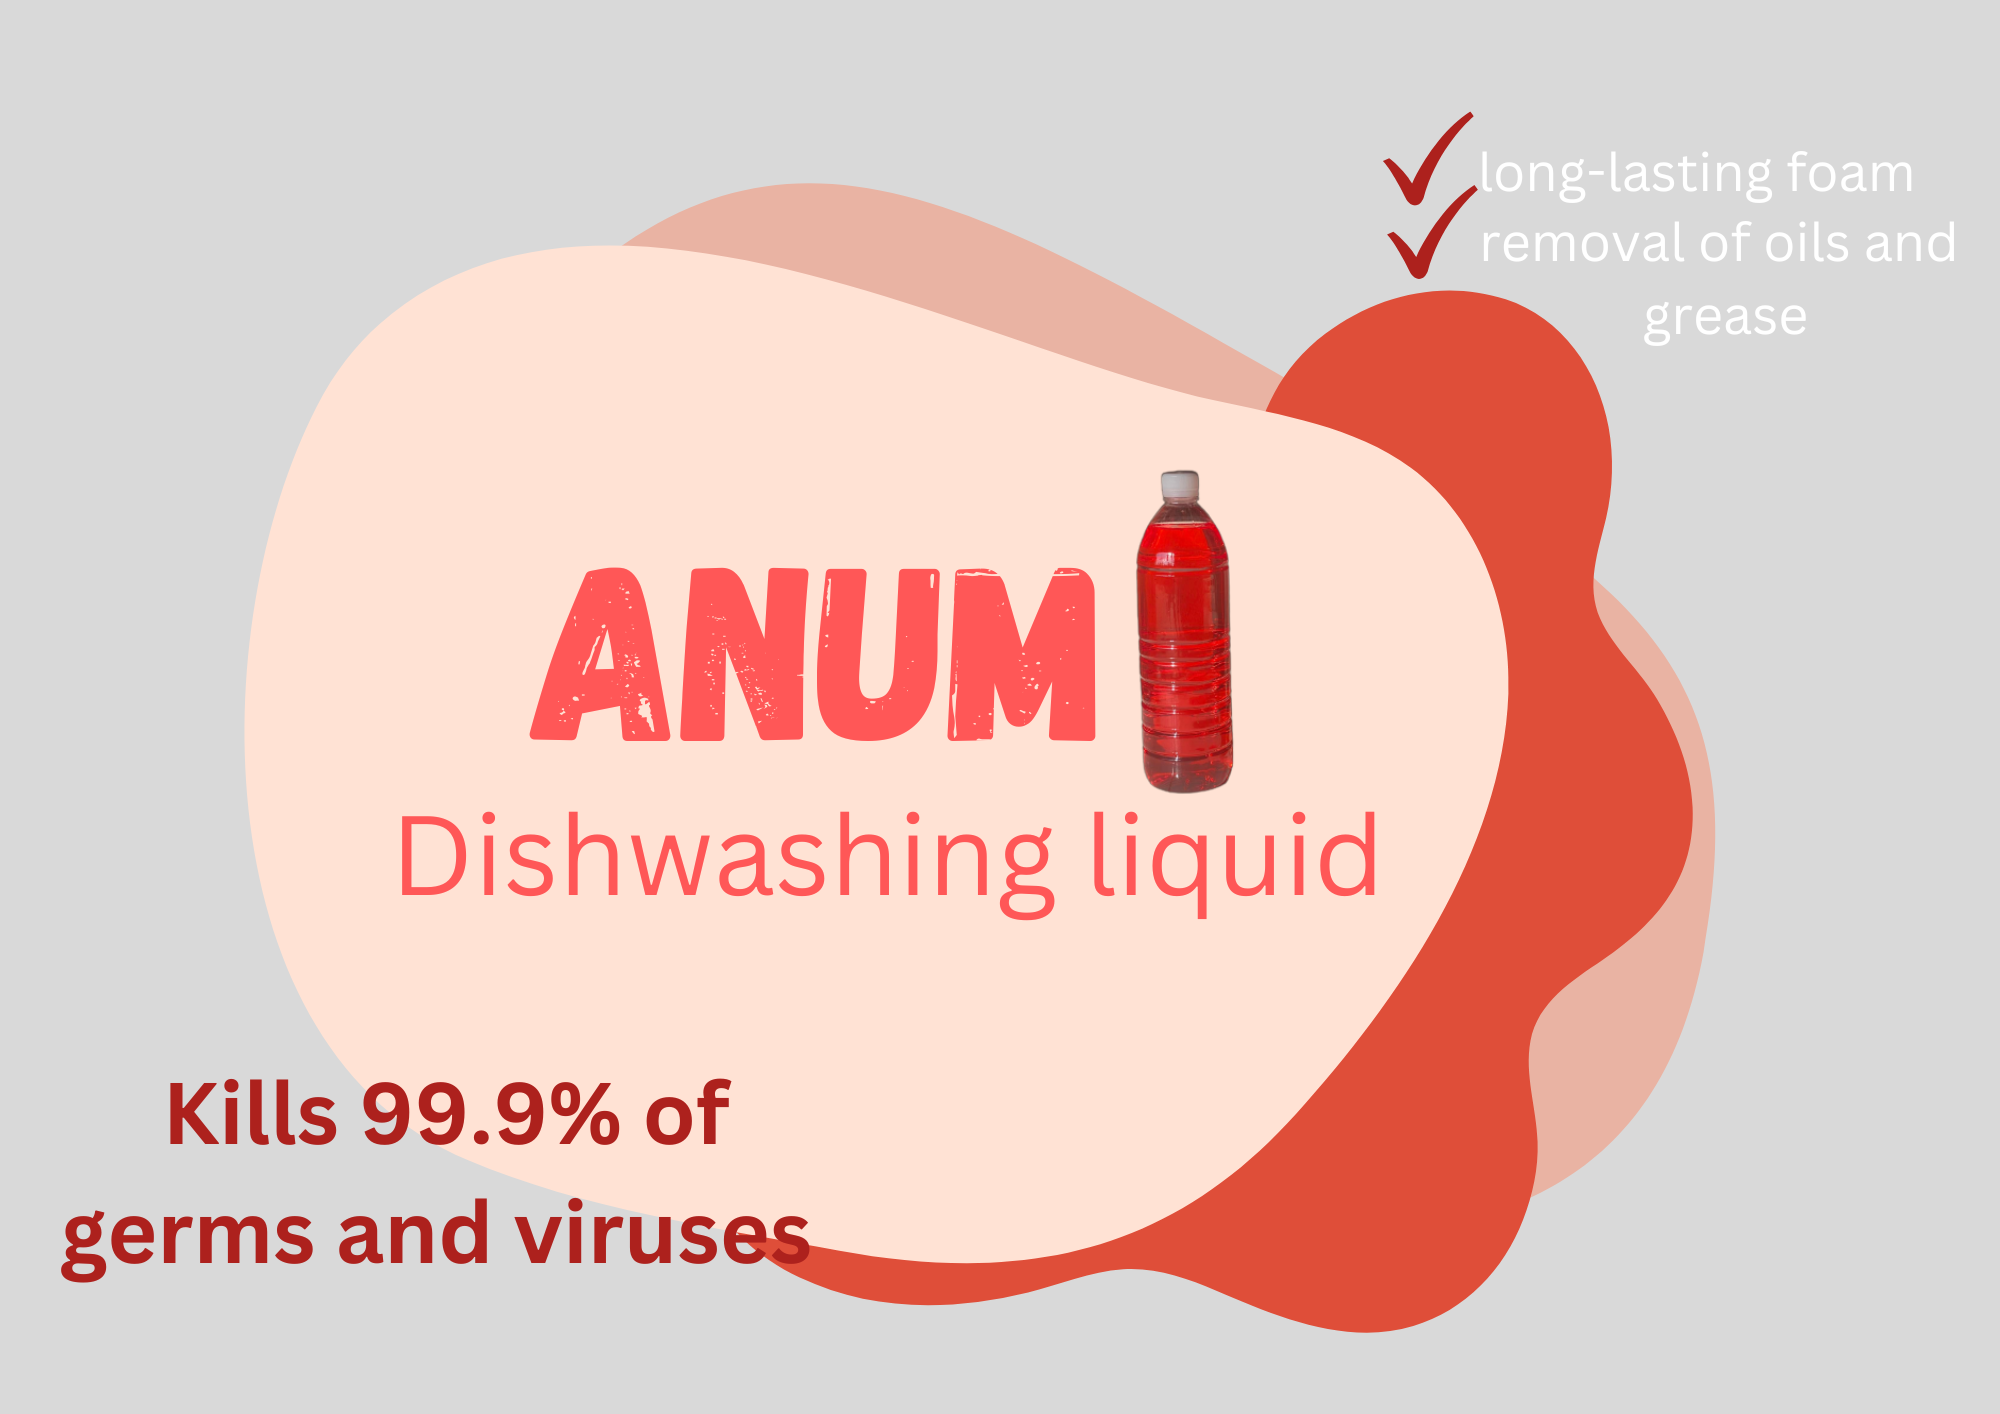 long-lasting foam
removal of oils and
grease
ANUM
Dishwashing liquid
Kills 99.9% of
germs and viruses